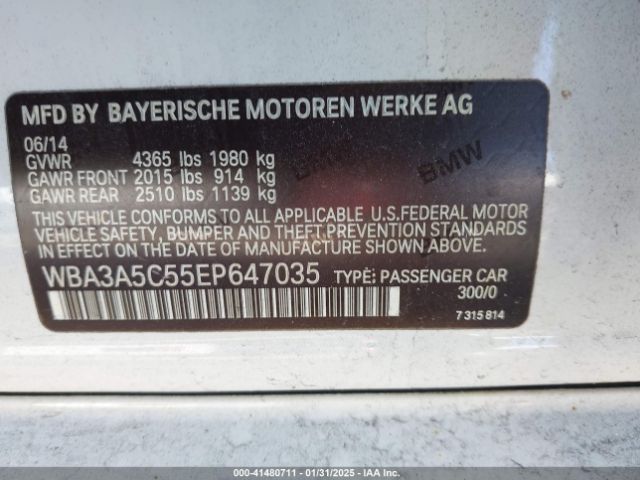 MFD BY BAYERISCHE MOTOREN WERKE AG
06/14
GVWR 4365 lbs 1980 kg
GAWR FRONT 2015 lbs 914 kg
GAWR REAR 2510 lbs 1139 kg
BMW
THIS VEHICLE CONFORMS TO ALL APPLICABLE U.S.FEDERAL MOTOR
VEHICLE SAFETY, BUMPER AND THEFT PREVENTION STANDARDS
IN EFFECT ON THE DATE OF MANUFACTURE SHOWN ABOVE.
WBA3A5C55EP647035 TYPE: PASSENGER CAR
300/0
7 315 814
000-41480711 - 01/31/2025 - IAA Inc.